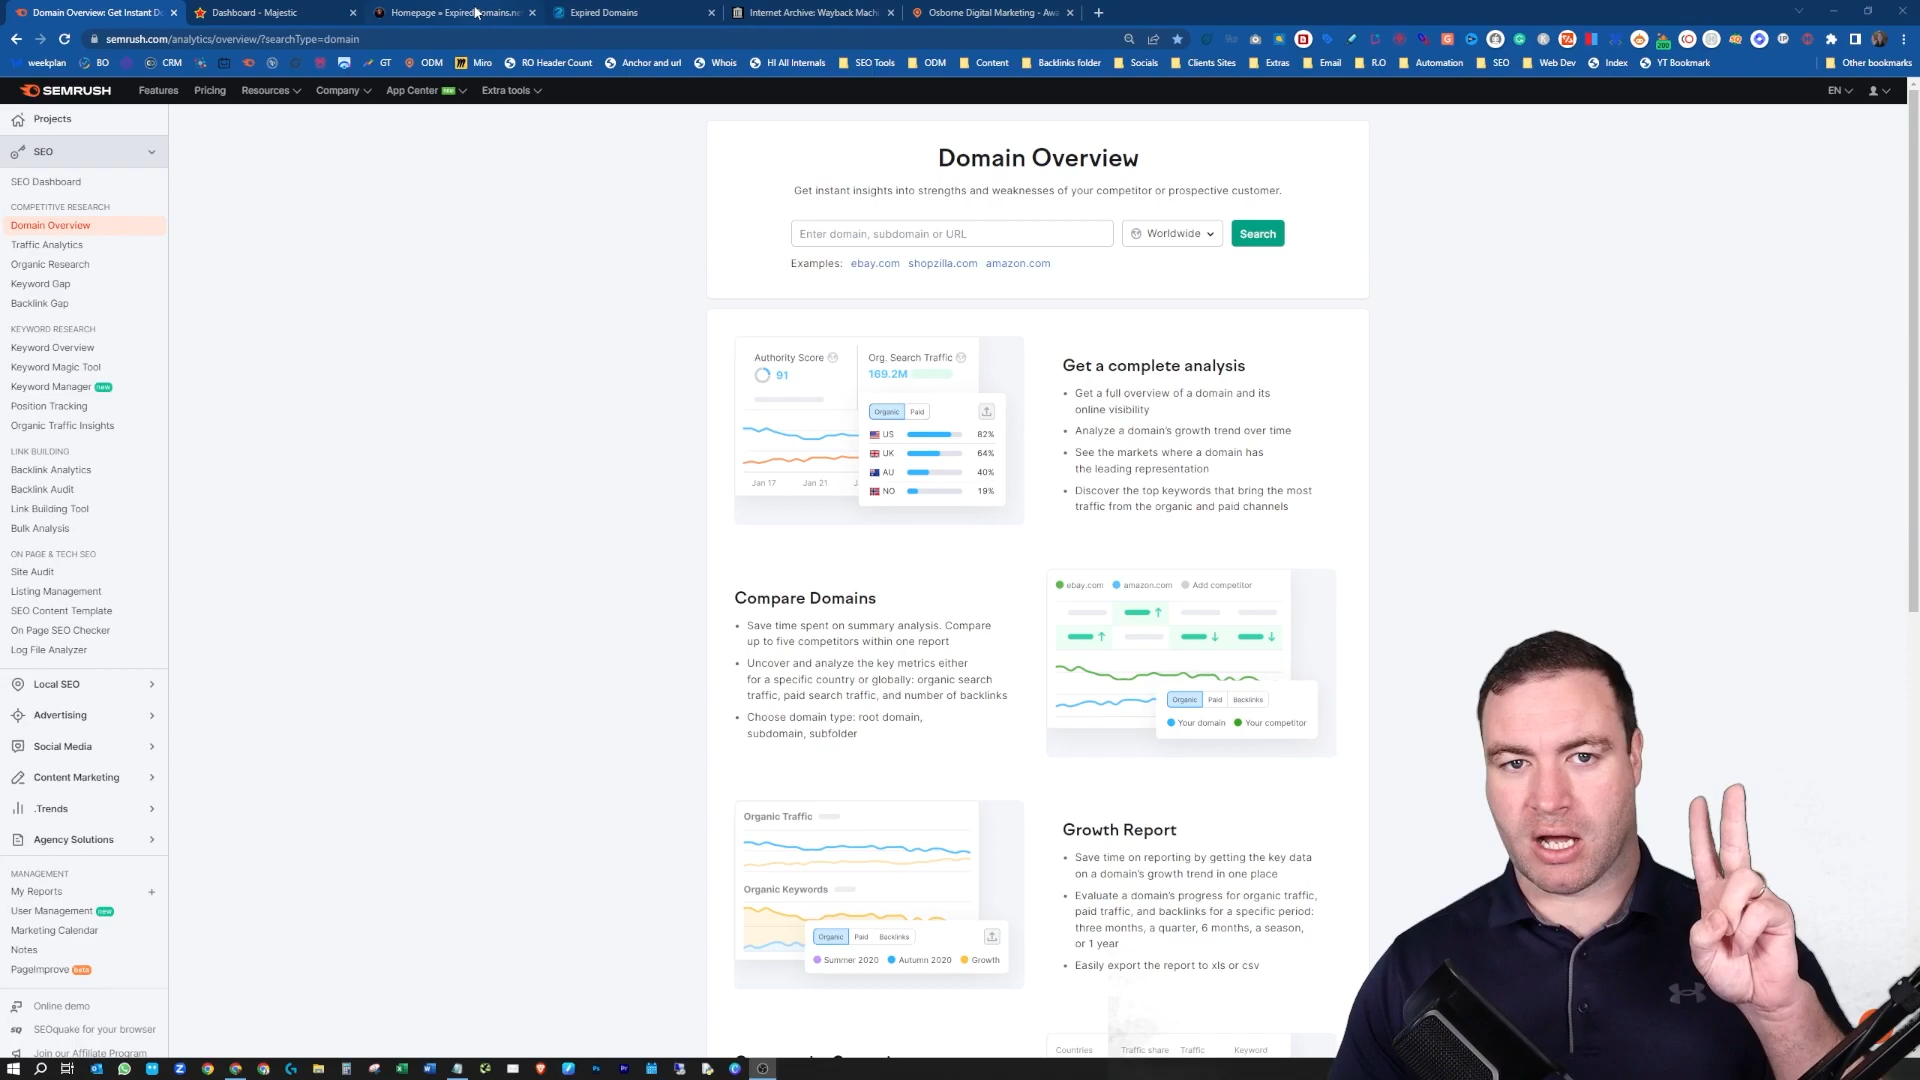 Domain Overview: Get Instant Do
Dashboard - Majestic
Homepage » ExpiredDomains.ne
Expired Domains
Internet Archive: Wayback Mach
Osborne Digital Marketing - Awa
semrush.com/analytics/overview/?searchType=domain
weekplan
BO
CRM
GT
ODM
Miro
RO Header Count
Anchor and url
Whois
HI All Internals
SEO Tools
ODM
Content
Backlinks folder
Socials
Clients Sites
Extras
Email
R.O
Automation
SEO
Web Dev
Index
YT Bookmark
Other bookmarks
SEMRUSH
Features
Pricing
Resources
Company
App Center
Extra tools
EN
Projects
SEO
SEO Dashboard
COMPETITIVE RESEARCH
Domain Overview
Traffic Analytics
Organic Research
Keyword Gap
Backlink Gap
KEYWORD RESEARCH
Keyword Overview
Keyword Magic Tool
Keyword Manager new
Position Tracking
Organic Traffic Insights
LINK BUILDING
Backlink Analytics
Backlink Audit
Link Building Tool
Bulk Analysis
ON PAGE & TECH SEO
Site Audit
Listing Management
SEO Content Template
On Page SEO Checker
Log File Analyzer
Local SEO
Advertising
Social Media
Content Marketing
.Trends
Agency Solutions
MANAGEMENT
My Reports
User Management new
Marketing Calendar
Notes
PageImprove beta
Online demo
SEOquake for your browser
Join our Affiliate Program
Domain Overview
Get instant insights into strengths and weaknesses of your competitor or prospective customer.
Enter domain, subdomain or URL
Worldwide
Search
Examples: ebay.com shopzilla.com amazon.com
Authority Score
91
Org. Search Traffic
169.2M
Organic Paid
US 82%
UK 64%
AU 40%
NO 19%
Jan 17 Jan 21
Get a complete analysis
• Get a full overview of a domain and its
online visibility
• Analyze a domain's growth trend over time
• See the markets where a domain has
the leading representation
• Discover the top keywords that bring the most
traffic from the organic and paid channels
Compare Domains
• Save time spent on summary analysis. Compare
up to five competitors within one report
• Uncover and analyze the key metrics either
for a specific country or globally: organic search
traffic, paid search traffic, and number of backlinks
• Choose domain type: root domain,
subdomain, subfolder
ebay.com amazon.com Add competitor
Organic Paid Backlinks
Your domain Your competitor
Organic Traffic
Organic Keywords
Organic Paid Backlinks
Summer 2020 Autumn 2020 Growth
Growth Report
• Save time on reporting by getting the key data
on a domain's growth trend in one place
• Evaluate a domain's progress for organic traffic,
paid traffic, and backlinks for a specific period:
three months, a quarter, 6 months, a season,
or 1 year
• Easily export the report to xls or csv
Countries Traffic share Traffic Keyword